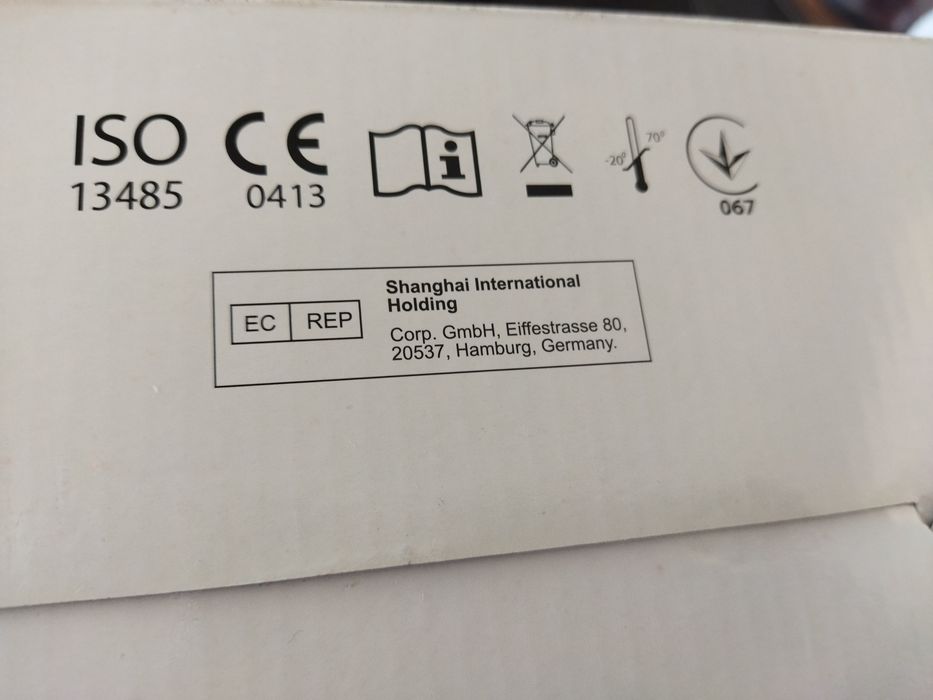 ISO
13485
CE
0413
-20°
70°
067
EC REP
Shanghai International
Holding
Corp. GmbH, Eiffestrasse 80,
20537, Hamburg, Germany.